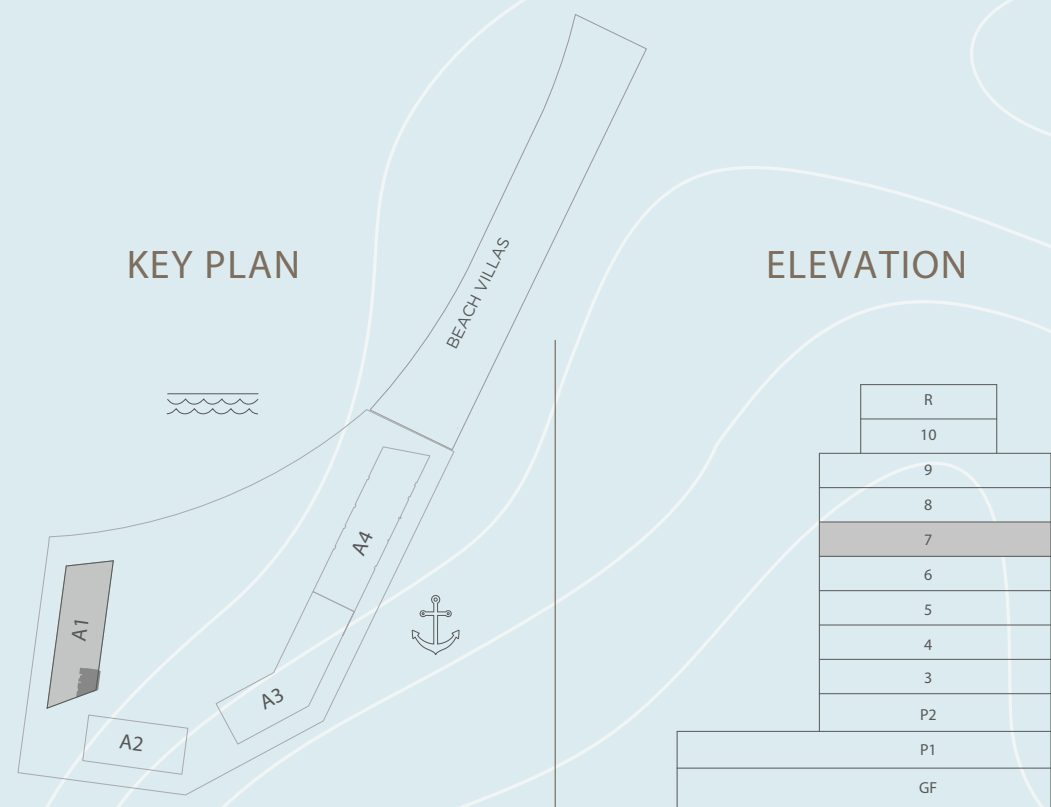 KEY PLAN
BEACH VILLAS
A4
A1
A3
A2
ELEVATION
R
10
9
8
7
6
5
4
3
P2
P1
GF